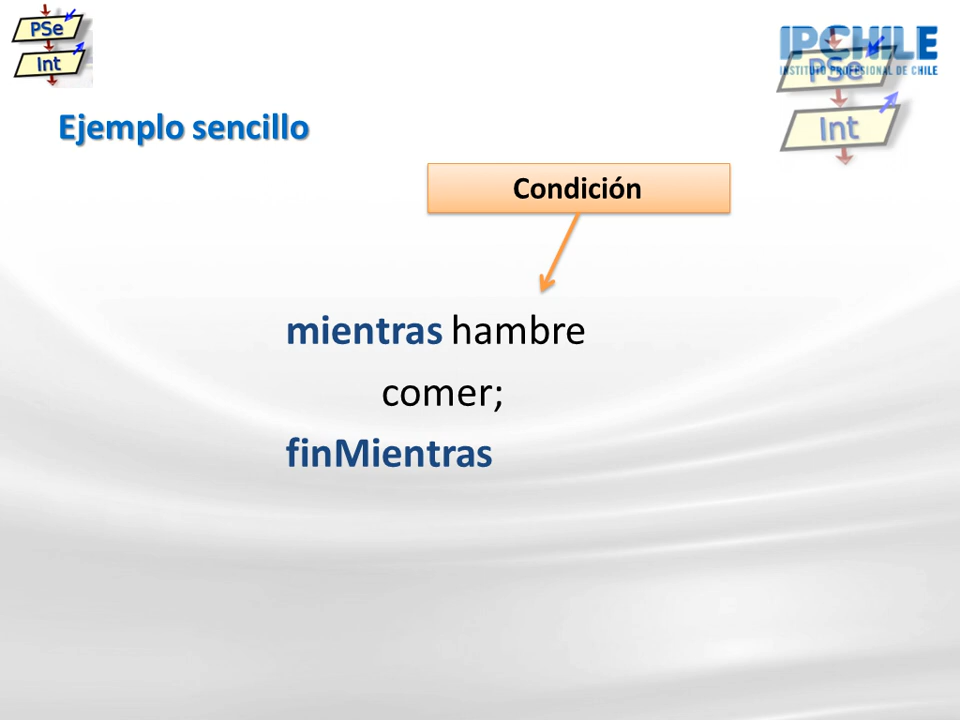 PSe
Int
IPCHILE
INSTITUTO PROFESIONAL DE CHILE
PSe
Int
Ejemplo sencillo
Condición
mientras hambre
comer;
finMientras